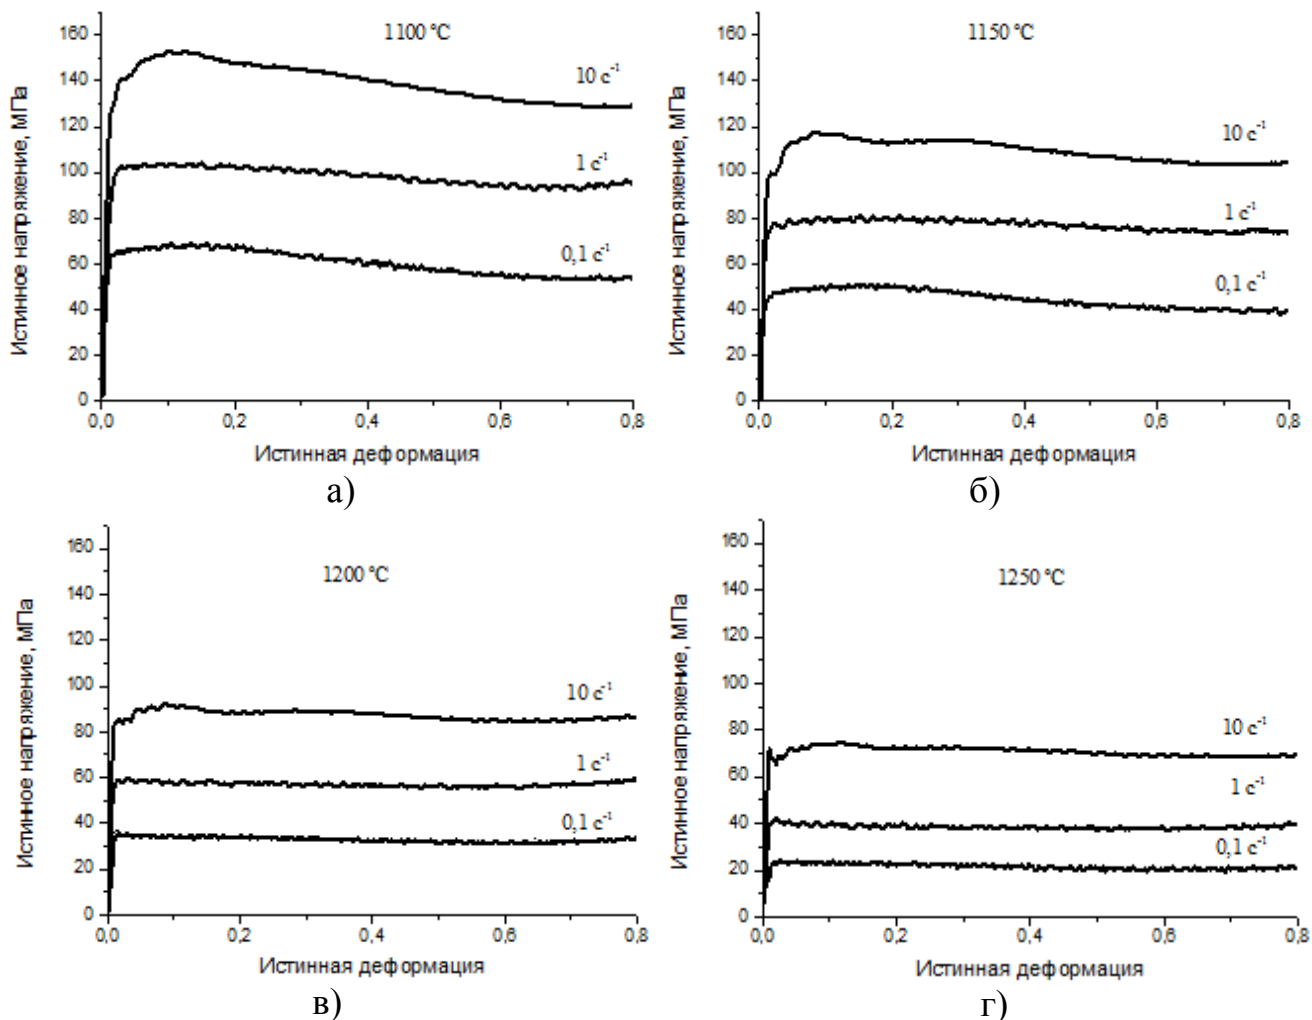 1100 °C
160
140
120
100
80
60
40
20
0
10 c⁻¹
1 c⁻¹
0,1 c⁻¹
0,0 0,2 0,4 0,6 0,8
Истинное напряжение, МПа
Истинная деформация
а)
1150 °C
160
140
120
100
80
60
40
20
0
10 c⁻¹
1 c⁻¹
0,1 c⁻¹
0,0 0,2 0,4 0,6 0,8
Истинное напряжение, МПа
Истинная деформация
б)
1200 °C
160
140
120
100
80
60
40
20
0
10 c⁻¹
1 c⁻¹
0,1 c⁻¹
0,0 0,2 0,4 0,6 0,8
Истинное напряжение, МПа
Истинная деформация
в)
1250 °C
160
140
120
100
80
60
40
20
0
10 c⁻¹
1 c⁻¹
0,1 c⁻¹
0,0 0,2 0,4 0,6 0,8
Истинное напряжение, МПа
Истинная деформация
г)